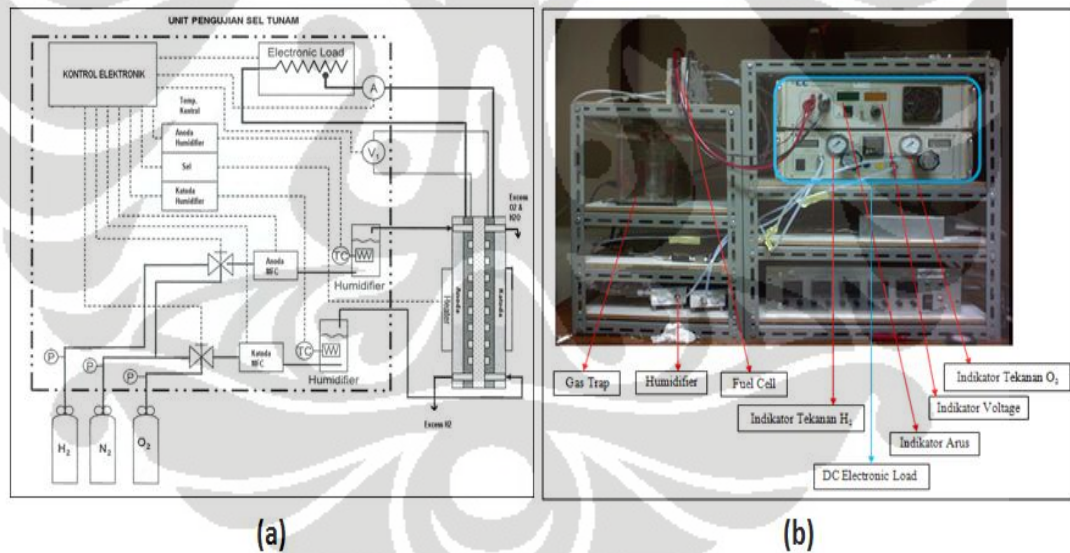 UNIT PENGUJIAN SEL TUNAM
Electronic Load
KONTROL ELEKTRONIK
A
Temp.
Kontrol
Anoda
Humidifier
Sel
Katoda
Humidifier
V1
Excess
O2 &
H2O
TC
Anoda
MFC
Humidifier
Heater
Anoda
Katoda
TC
Katoda
MFC
Humidifier
P
P
P
Excess H2
H2
N2
O2
(a)
Gas Trap
Humidifier
Fuel Cell
Indikator Tekanan O2
Indikator Voltage
Indikator Tekanan H2
Indikator Arus
DC Electronic Load
(b)